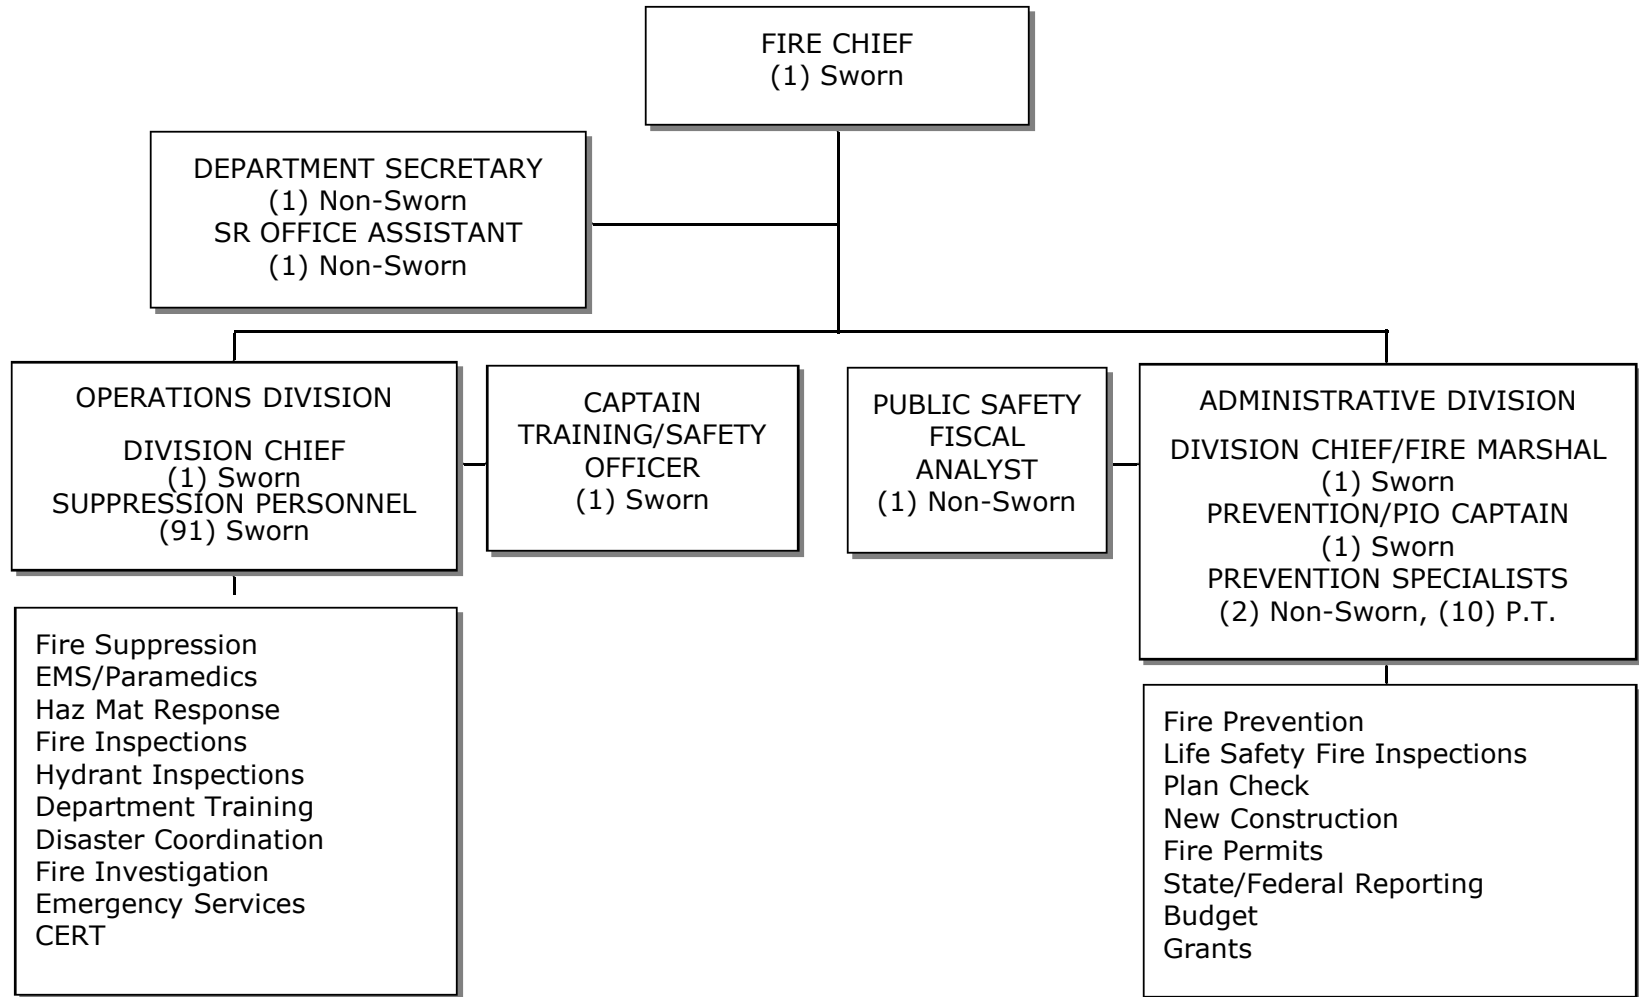 FIRE CHIEF
(1) Sworn
DEPARTMENT SECRETARY
(1) Non-Sworn
SR OFFICE ASSISTANT
(1) Non-Sworn
OPERATIONS DIVISION
DIVISION CHIEF
(1) Sworn
SUPPRESSION PERSONNEL
(91) Sworn
CAPTAIN
TRAINING/SAFETY
OFFICER
(1) Sworn
PUBLIC SAFETY
FISCAL
ANALYST
(1) Non-Sworn
ADMINISTRATIVE DIVISION
DIVISION CHIEF/FIRE MARSHAL
(1) Sworn
PREVENTION/PIO CAPTAIN
(1) Sworn
PREVENTION SPECIALISTS
(2) Non-Sworn, (10) P.T.
Fire Suppression
EMS/Paramedics
Haz Mat Response
Fire Inspections
Hydrant Inspections
Department Training
Disaster Coordination
Fire Investigation
Emergency Services
CERT
Fire Prevention
Life Safety Fire Inspections
Plan Check
New Construction
Fire Permits
State/Federal Reporting
Budget
Grants